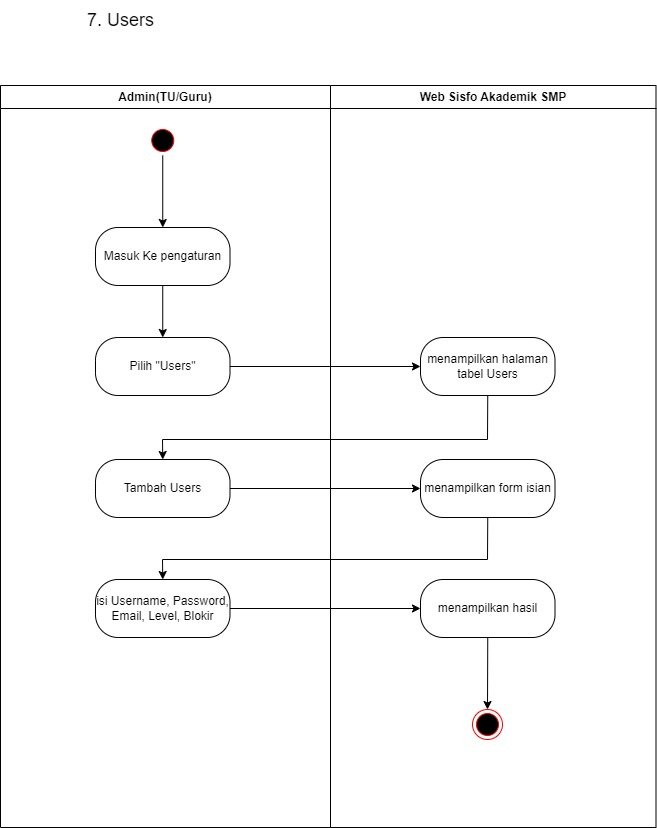 7. Users
Admin(TU/Guru)
Web Sisfo Akademik SMP
Masuk Ke pengaturan
Pilih "Users"
menampilkan halaman
tabel Users
Tambah Users
menampilkan form isian
isi Username, Password,
Email, Level, Blokir
menampilkan hasil